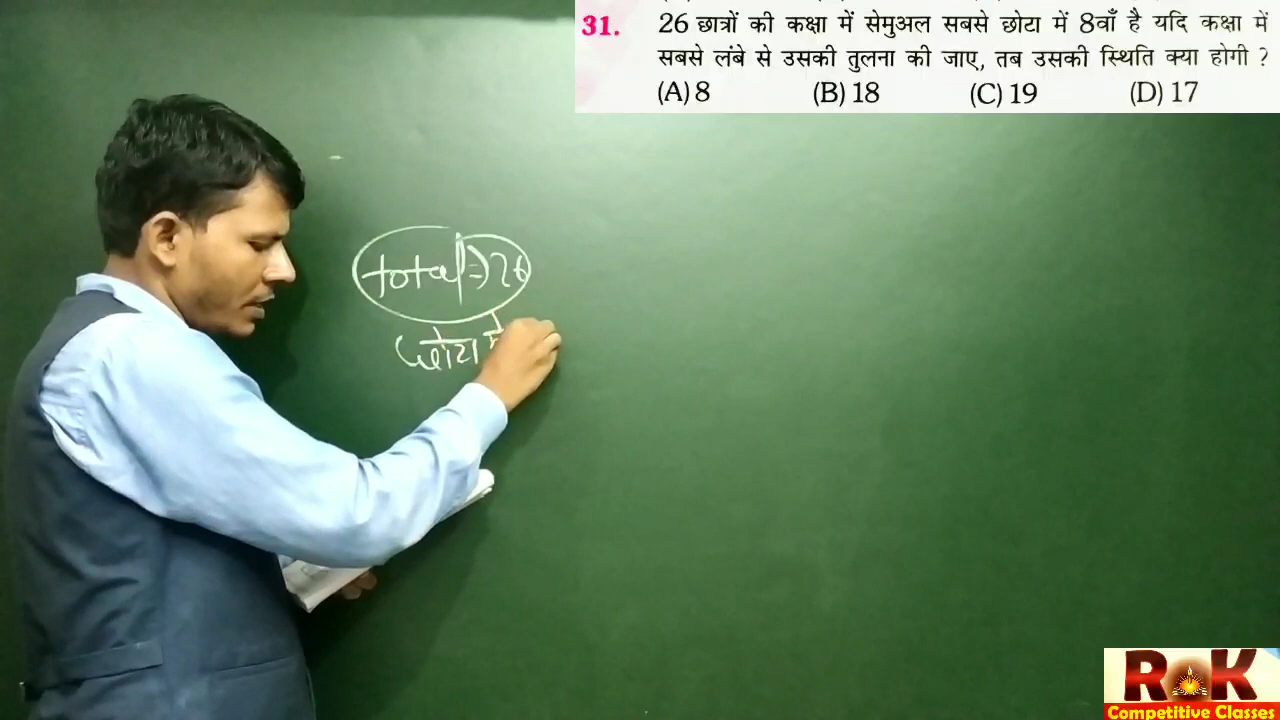 31. 26 छात्रों की कक्षा में सेमुअल सबसे छोटा में 8वाँ है यदि कक्षा में
सबसे लंबे से उसकी तुलना की जाए, तब उसकी स्थिति क्या होगी ?
(A) 8 (B) 18 (C) 19 (D) 17
total => 26
छोटा में
ROK
Competitive Classes